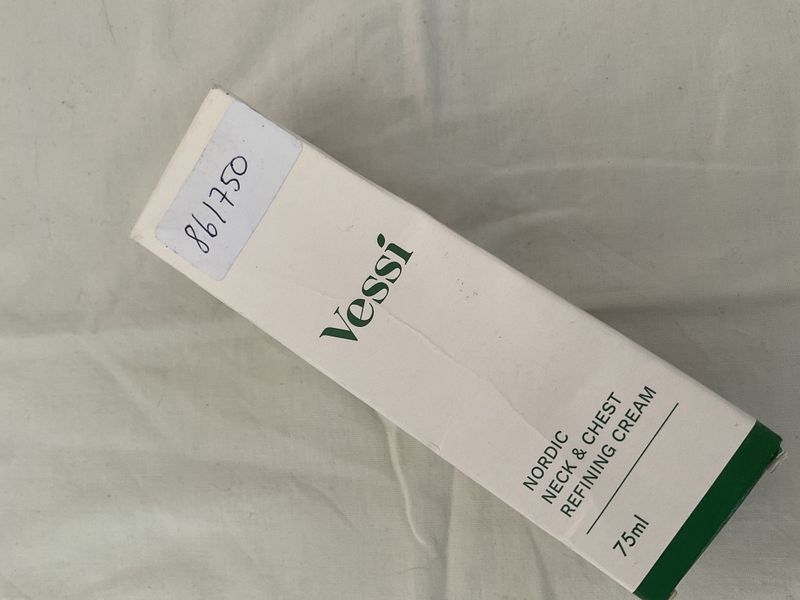 861750
Vessi
NORDIC
NECK & CHEST
REFINING CREAM
75ml